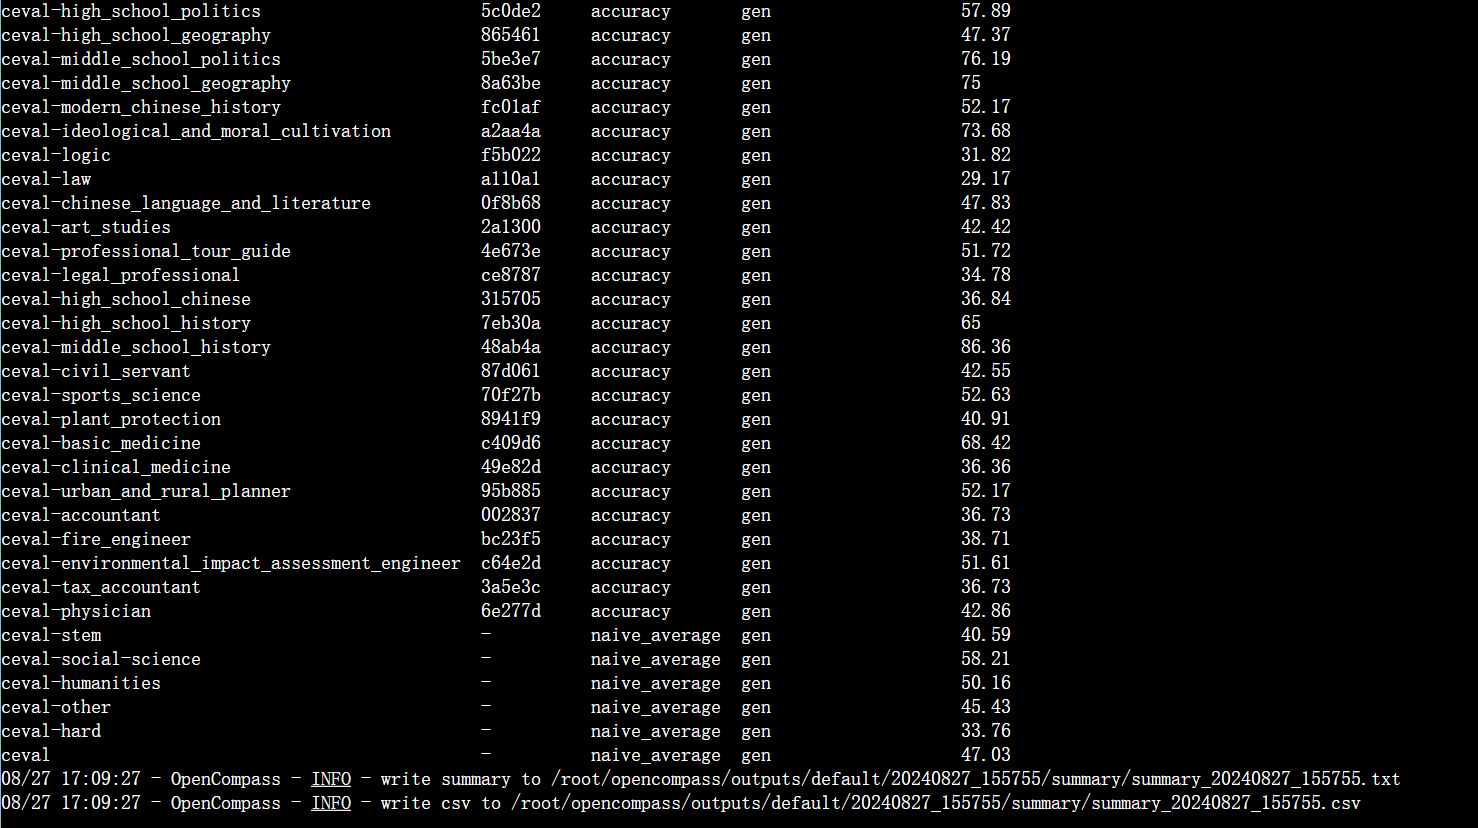 ceval-high_school_politics 5c0de2 accuracy gen 57.89
ceval-high_school_geography 865461 accuracy gen 47.37
ceval-middle_school_politics 5be3e7 accuracy gen 76.19
ceval-middle_school_geography 8a63be accuracy gen 75
ceval-modern_chinese_history fc01af accuracy gen 52.17
ceval-ideological_and_moral_cultivation a2aa4a accuracy gen 73.68
ceval-logic f5b022 accuracy gen 31.82
ceval-law a110a1 accuracy gen 29.17
ceval-chinese_language_and_literature 0f8b68 accuracy gen 47.83
ceval-art_studies 2a1300 accuracy gen 42.42
ceval-professional_tour_guide 4e673e accuracy gen 51.72
ceval-legal_professional ce8787 accuracy gen 34.78
ceval-high_school_chinese 315705 accuracy gen 36.84
ceval-high_school_history 7eb30a accuracy gen 65
ceval-middle_school_history 48ab4a accuracy gen 86.36
ceval-civil_servant 87d061 accuracy gen 42.55
ceval-sports_science 70f27b accuracy gen 52.63
ceval-plant_protection 8941f9 accuracy gen 40.91
ceval-basic_medicine c409d6 accuracy gen 68.42
ceval-clinical_medicine 49e82d accuracy gen 36.36
ceval-urban_and_rural_planner 95b885 accuracy gen 52.17
ceval-accountant 002837 accuracy gen 36.73
ceval-fire_engineer bc23f5 accuracy gen 38.71
ceval-environmental_impact_assessment_engineer c64e2d accuracy gen 51.61
ceval-tax_accountant 3a5e3c accuracy gen 36.73
ceval-physician 6e277d accuracy gen 42.86
ceval-stem - naive_average gen 40.59
ceval-social-science - naive_average gen 58.21
ceval-humanities - naive_average gen 50.16
ceval-other - naive_average gen 45.43
ceval-hard - naive_average gen 33.76
ceval - naive_average gen 47.03
08/27 17:09:27 - OpenCompass - INFO - write summary to /root/opencompass/outputs/default/20240827_155755/summary/summary_20240827_155755.txt
08/27 17:09:27 - OpenCompass - INFO - write csv to /root/opencompass/outputs/default/20240827_155755/summary/summary_20240827_155755.csv